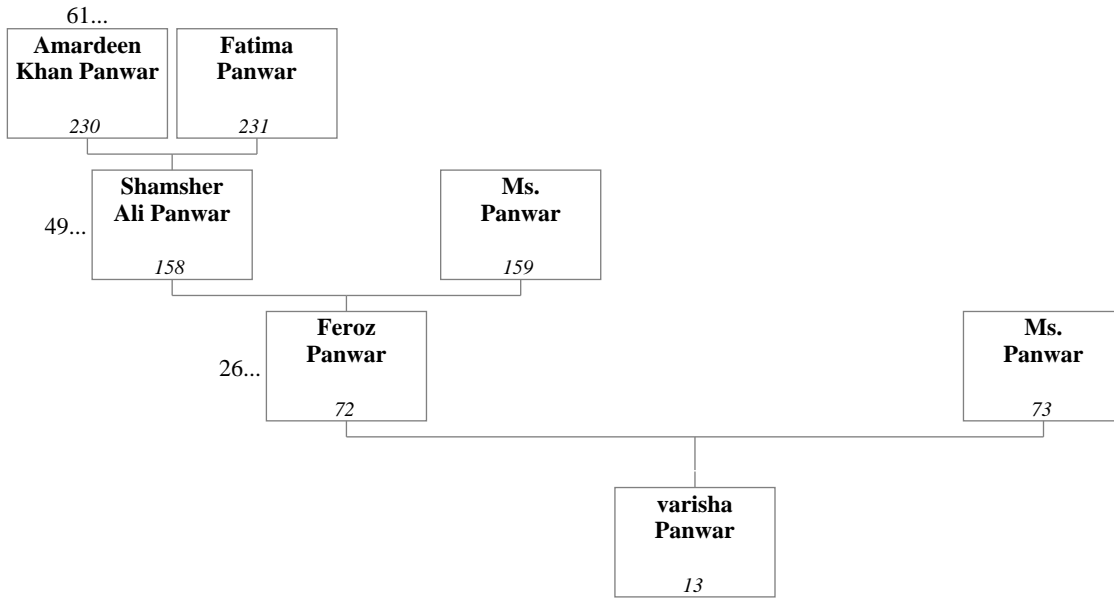 61...
Amardeen
Khan Panwar
230
Fatima
Panwar
231
49...
Shamsher
Ali Panwar
158
Ms.
Panwar
159
26...
Feroz
Panwar
72
Ms.
Panwar
73
varisha
Panwar
13